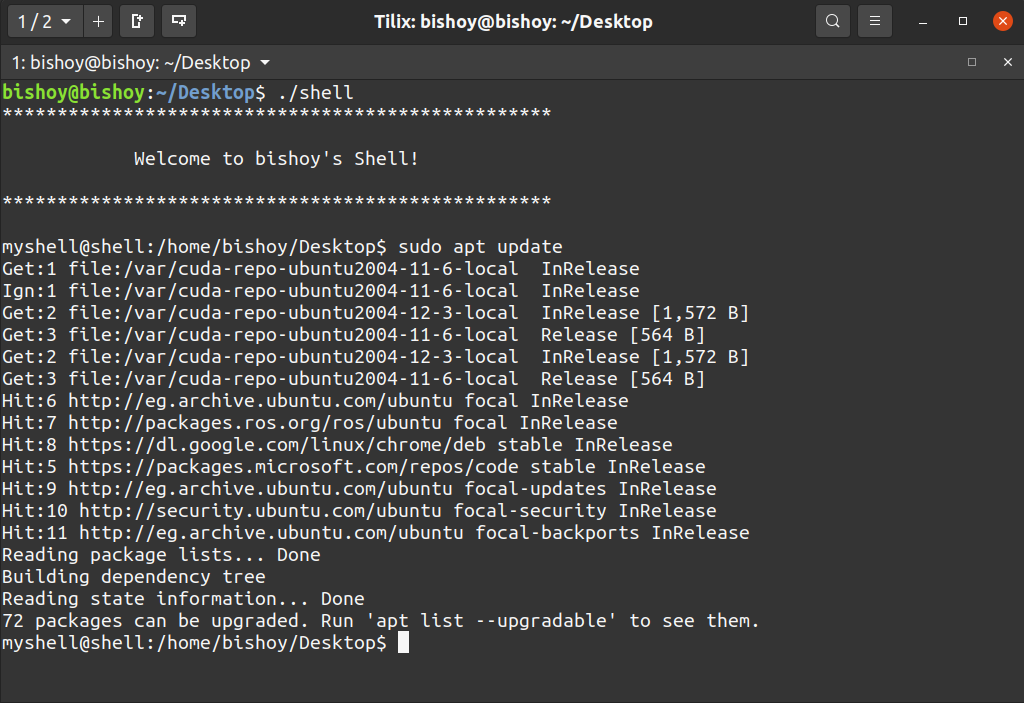 1 / 2
Tilix: bishoy@bishoy: ~/Desktop
1: bishoy@bishoy: ~/Desktop
bishoy@bishoy:~/Desktop$ ./shell
**************************************************
Welcome to bishoy's Shell!
**************************************************
myshell@shell:/home/bishoy/Desktop$ sudo apt update
Get:1 file:/var/cuda-repo-ubuntu2004-11-6-local  InRelease
Ign:1 file:/var/cuda-repo-ubuntu2004-11-6-local  InRelease
Get:2 file:/var/cuda-repo-ubuntu2004-12-3-local  InRelease [1,572 B]
Get:3 file:/var/cuda-repo-ubuntu2004-11-6-local  Release [564 B]
Get:2 file:/var/cuda-repo-ubuntu2004-12-3-local  InRelease [1,572 B]
Get:3 file:/var/cuda-repo-ubuntu2004-11-6-local  Release [564 B]
Hit:6 http://eg.archive.ubuntu.com/ubuntu focal InRelease
Hit:7 http://packages.ros.org/ros/ubuntu focal InRelease
Hit:8 https://dl.google.com/linux/chrome/deb stable InRelease
Hit:5 https://packages.microsoft.com/repos/code stable InRelease
Hit:9 http://eg.archive.ubuntu.com/ubuntu focal-updates InRelease
Hit:10 http://security.ubuntu.com/ubuntu focal-security InRelease
Hit:11 http://eg.archive.ubuntu.com/ubuntu focal-backports InRelease
Reading package lists... Done
Building dependency tree
Reading state information... Done
72 packages can be upgraded. Run 'apt list --upgradable' to see them.
myshell@shell:/home/bishoy/Desktop$